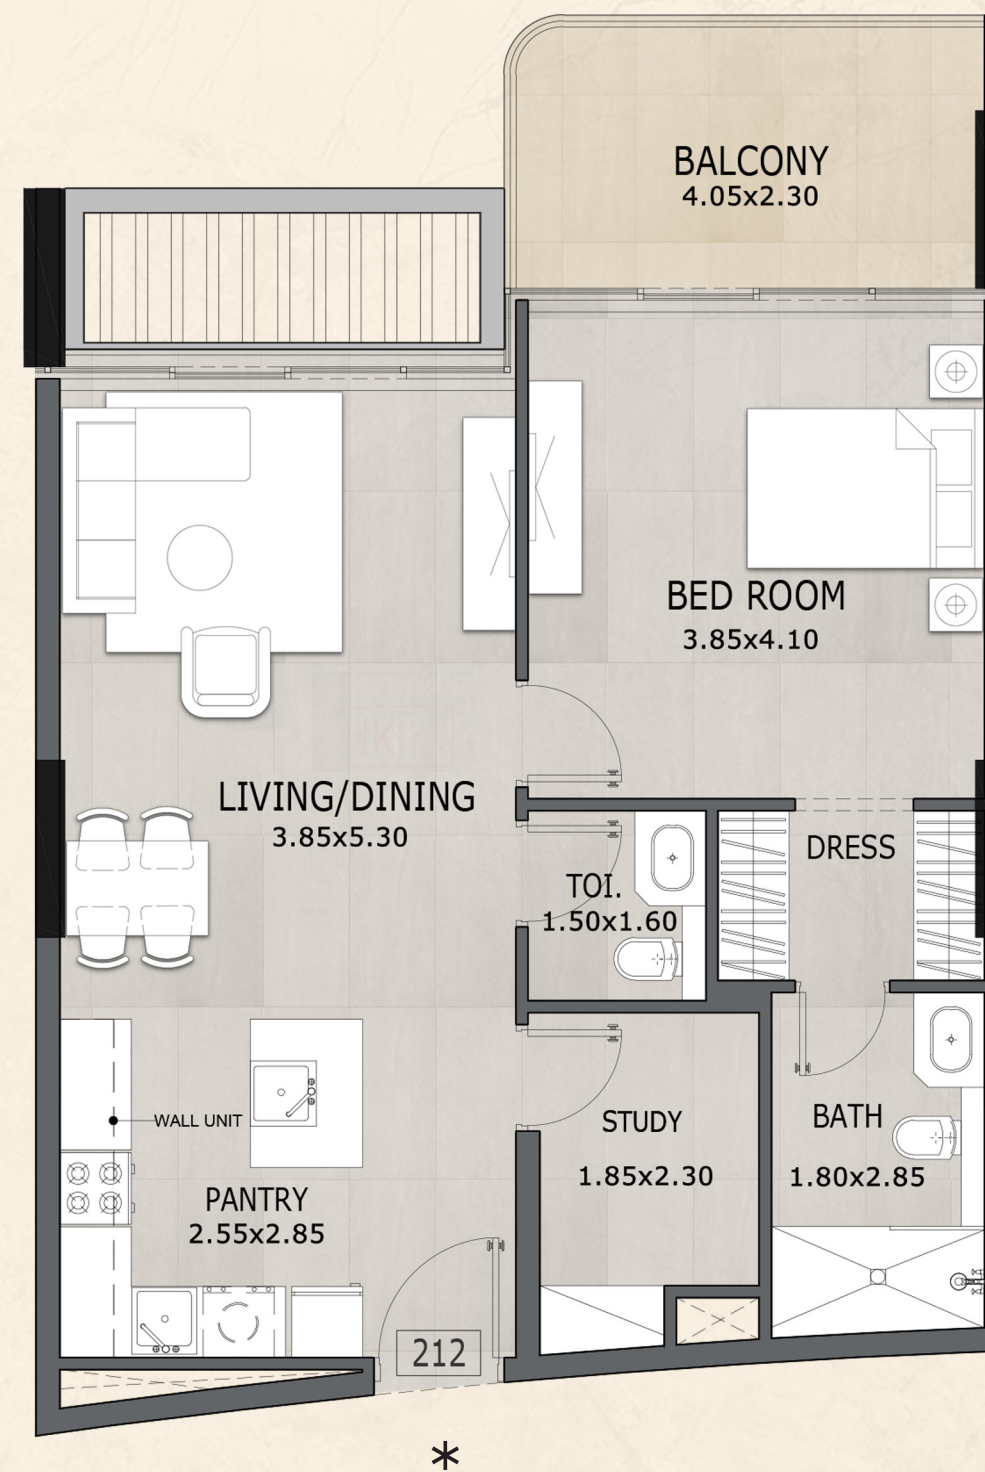 BALCONY
4.05x2.30
BED ROOM
3.85x4.10
LIVING/DINING
3.85x5.30
DRESS
TOI.
1.50x1.60
WALL UNIT
STUDY
1.85x2.30
BATH
1.80x2.85
PANTRY
2.55x2.85
212
*